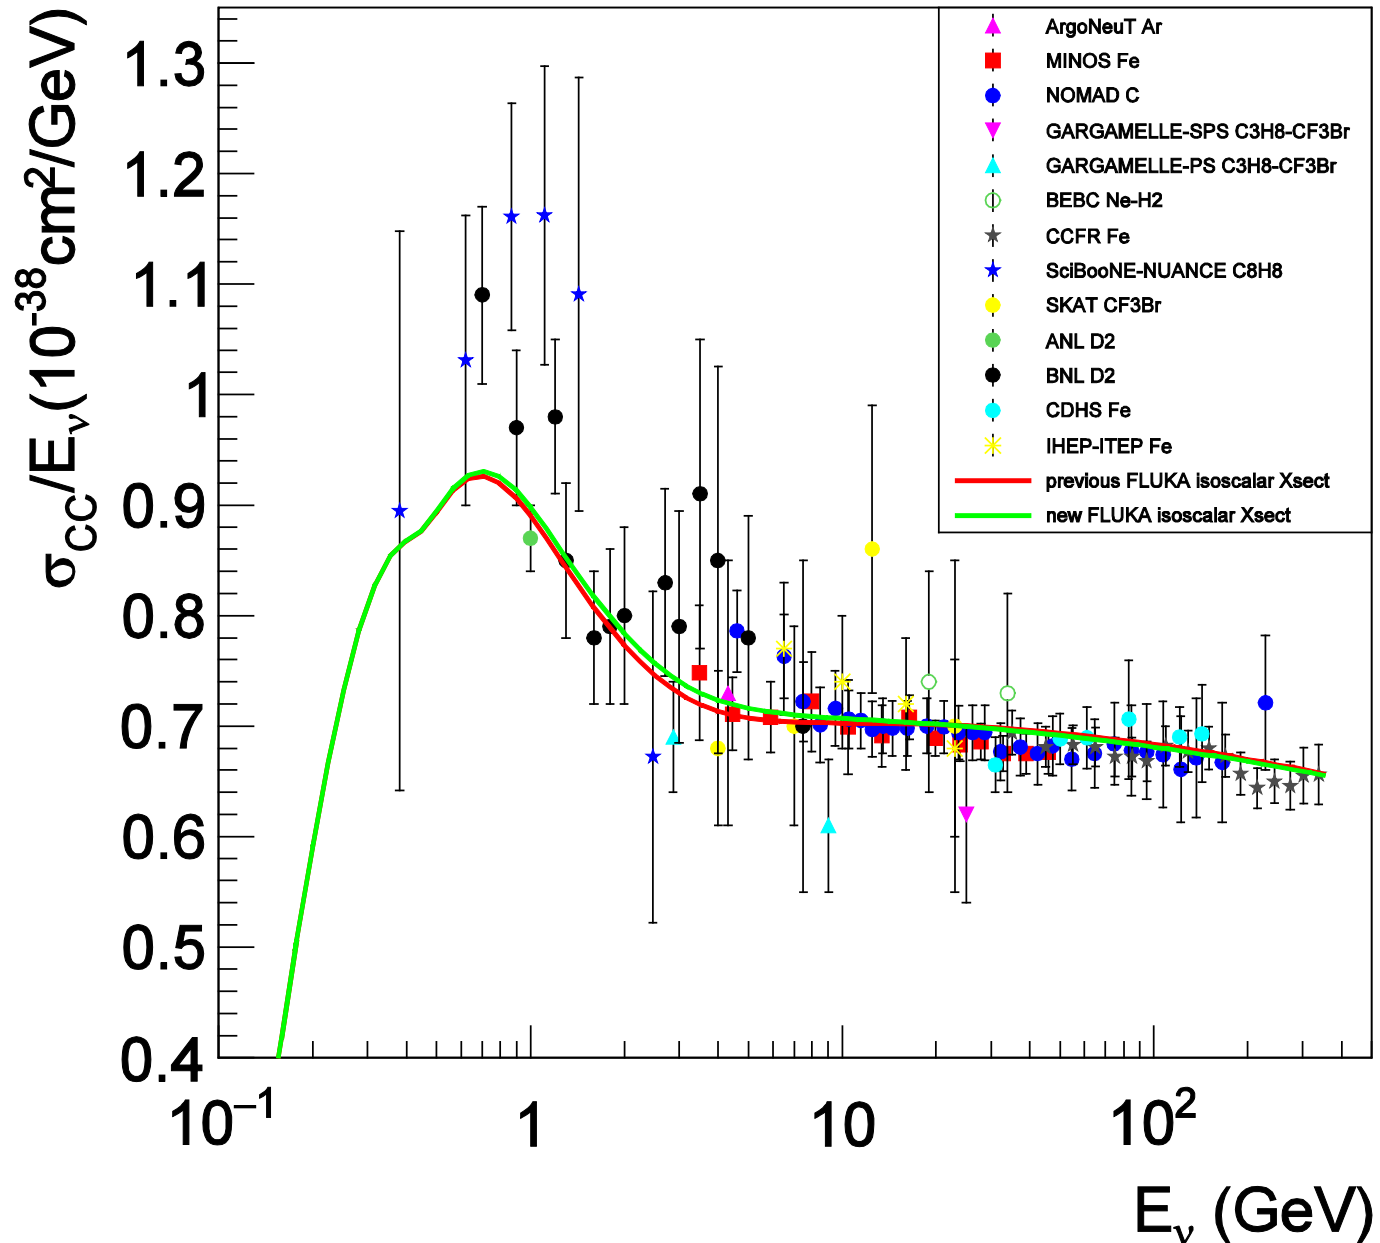 σCC/Eν(10-38cm2/GeV)
1.3
1.2
1.1
1
0.9
0.8
0.7
0.6
0.5
0.4
ArgoNeuT Ar
MINOS Fe
NOMAD C
GARGAMELLE-SPS C3H8-CF3Br
GARGAMELLE-PS C3H8-CF3Br
BEBC Ne-H2
CCFR Fe
SciBooNE-NUANCE C8H8
SKAT CF3Br
ANL D2
BNL D2
CDHS Fe
IHEP-ITEP Fe
previous FLUKA isoscalar Xsect
new FLUKA isoscalar Xsect
10−1 1 10 102
Eν (GeV)